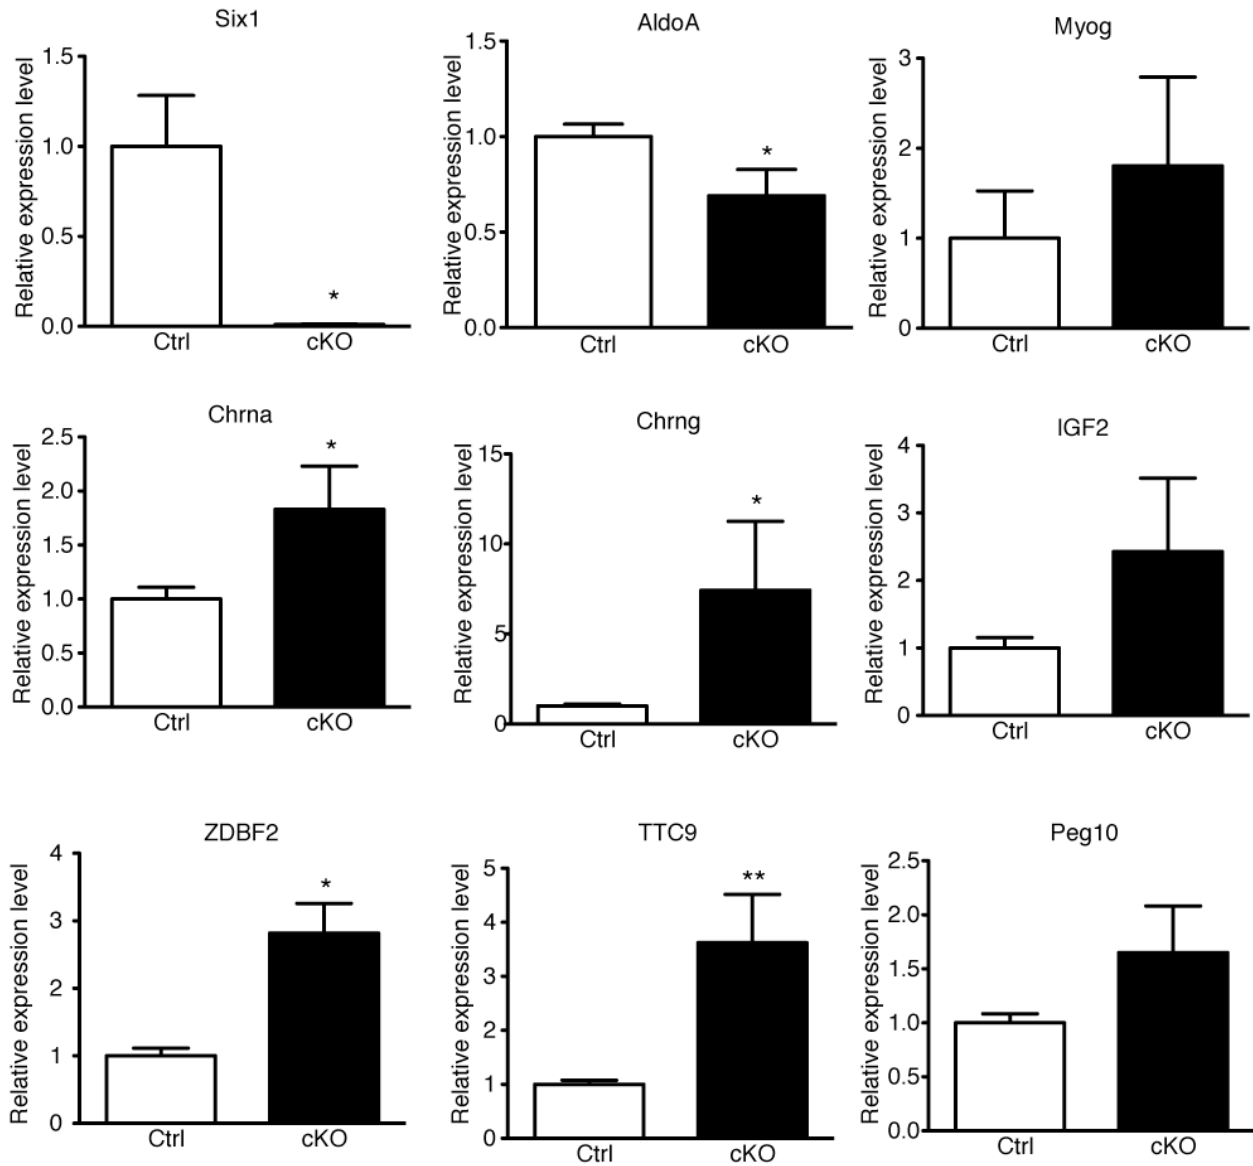 Six1
Relative expression level
1.5
1.0
0.5
0.0
*
Ctrl
cKO
AldoA
Relative expression level
1.5
1.0
0.5
0.0
*
Ctrl
cKO
Myog
Relative expression level
3
2
1
0
Ctrl
cKO
Chrna
Relative expression level
2.5
2.0
1.5
1.0
0.5
0.0
*
Ctrl
cKO
Chrng
Relative expression level
15
10
5
0
*
Ctrl
cKO
IGF2
Relative expression level
4
3
2
1
0
Ctrl
cKO
ZDBF2
Relative expression level
4
3
2
1
0
*
Ctrl
cKO
TTC9
Relative expression level
5
4
3
2
1
0
**
Ctrl
cKO
Peg10
Relative expression level
2.5
2.0
1.5
1.0
0.5
0.0
Ctrl
cKO